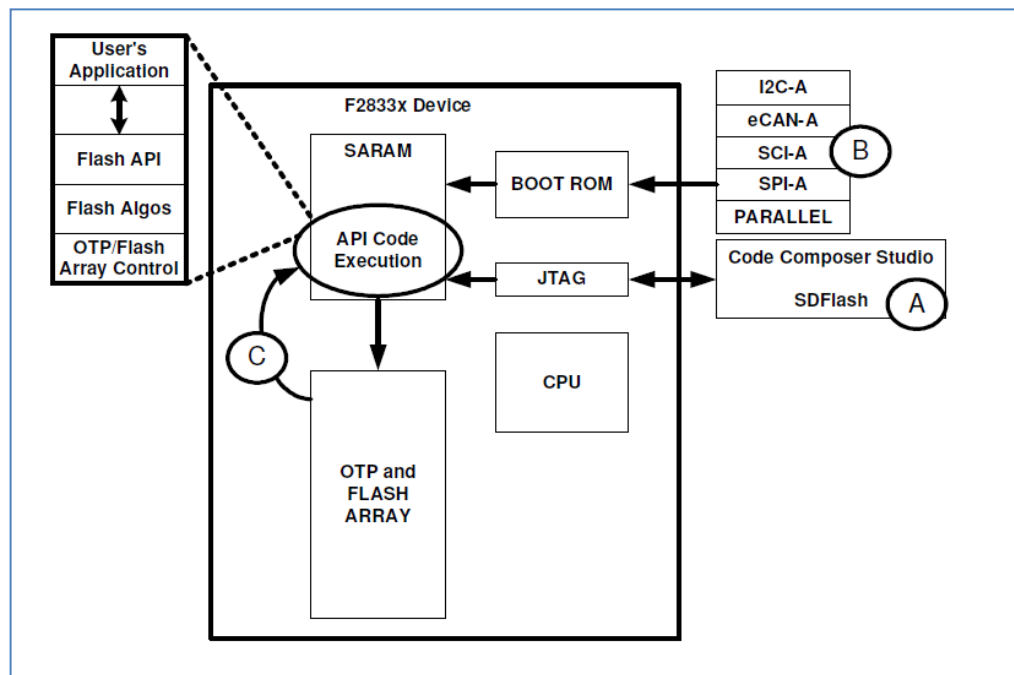 User's
Application
Flash API
Flash Algos
OTP/Flash
Array Control
F2833x Device
SARAM
API Code
Execution
BOOT ROM
JTAG
CPU
C
OTP and
FLASH
ARRAY
I2C-A
eCAN-A
SCI-A
B
SPI-A
PARALLEL
Code Composer Studio
SDFlash
A